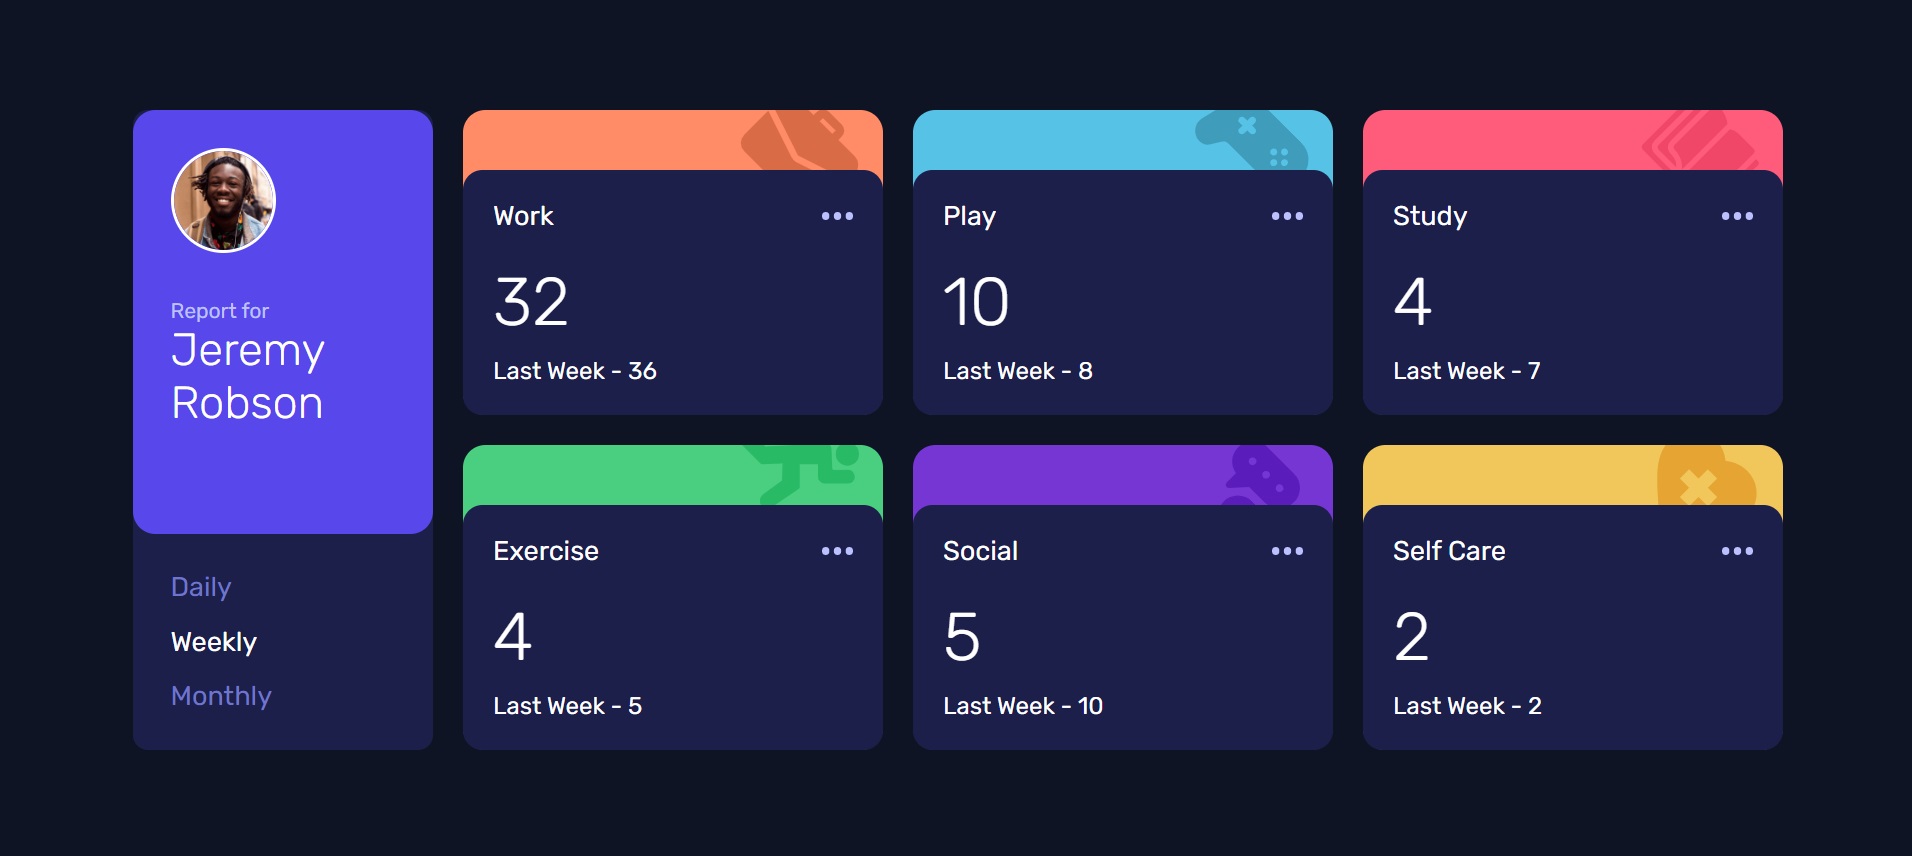 Report for
Jeremy
Robson
Daily
Weekly
Monthly
Work
32
Last Week - 36
Play
10
Last Week - 8
Study
4
Last Week - 7
Exercise
4
Last Week - 5
Social
5
Last Week - 10
Self Care
2
Last Week - 2